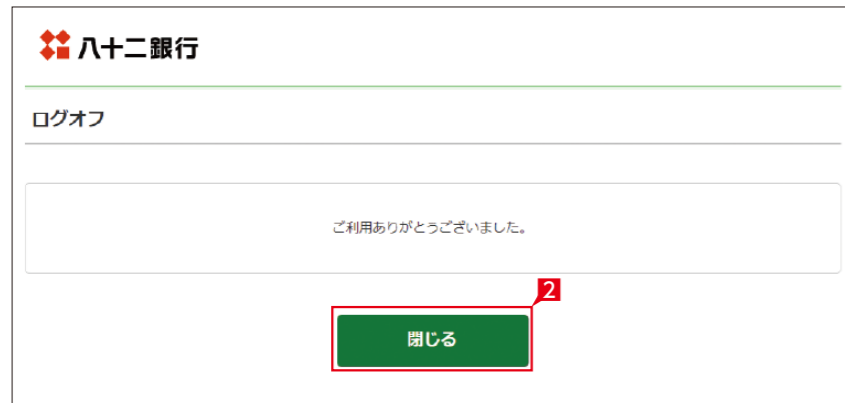 八十二銀行
ログオフ
ご利用ありがとうございました。
2
閉じる